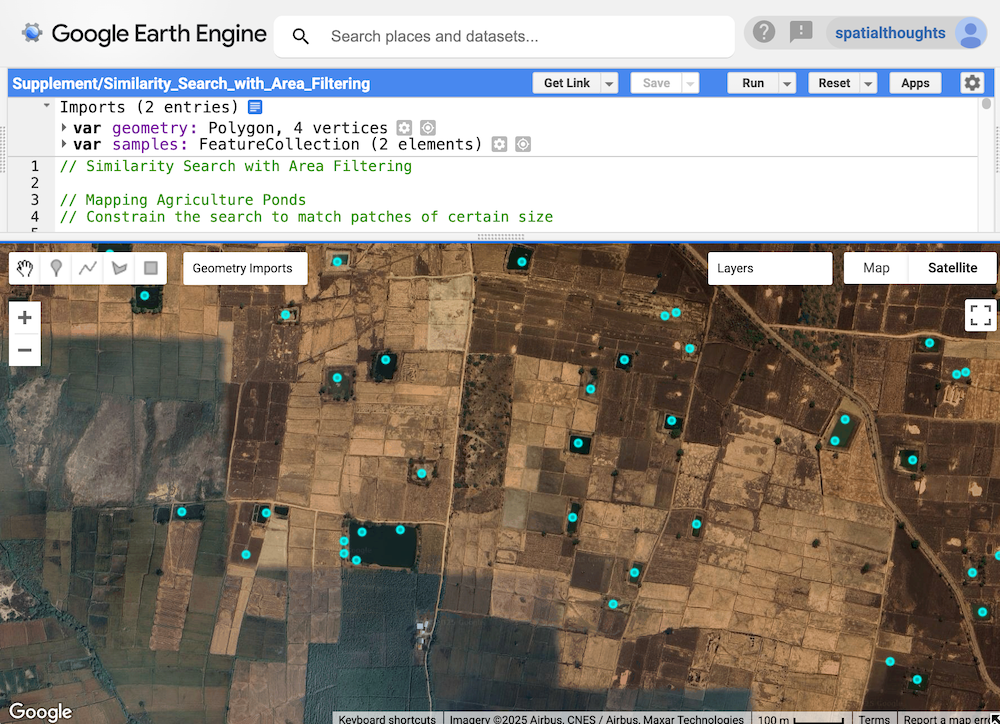 Google Earth Engine
Search places and datasets...
spatialthoughts
Supplement/Similarity_Search_with_Area_Filtering
Get Link
Save
Run
Reset
Apps
Imports (2 entries)
var geometry: Polygon, 4 vertices
var samples: FeatureCollection (2 elements)
1 // Similarity Search with Area Filtering
2
3 // Mapping Agriculture Ponds
4 // Constrain the search to match patches of certain size
Geometry Imports
Layers
Map
Satellite
Google
Keyboard shortcuts
Imagery ©2025 Airbus, CNES / Airbus, Maxar Technologies
100 m
Terms
Report a map err